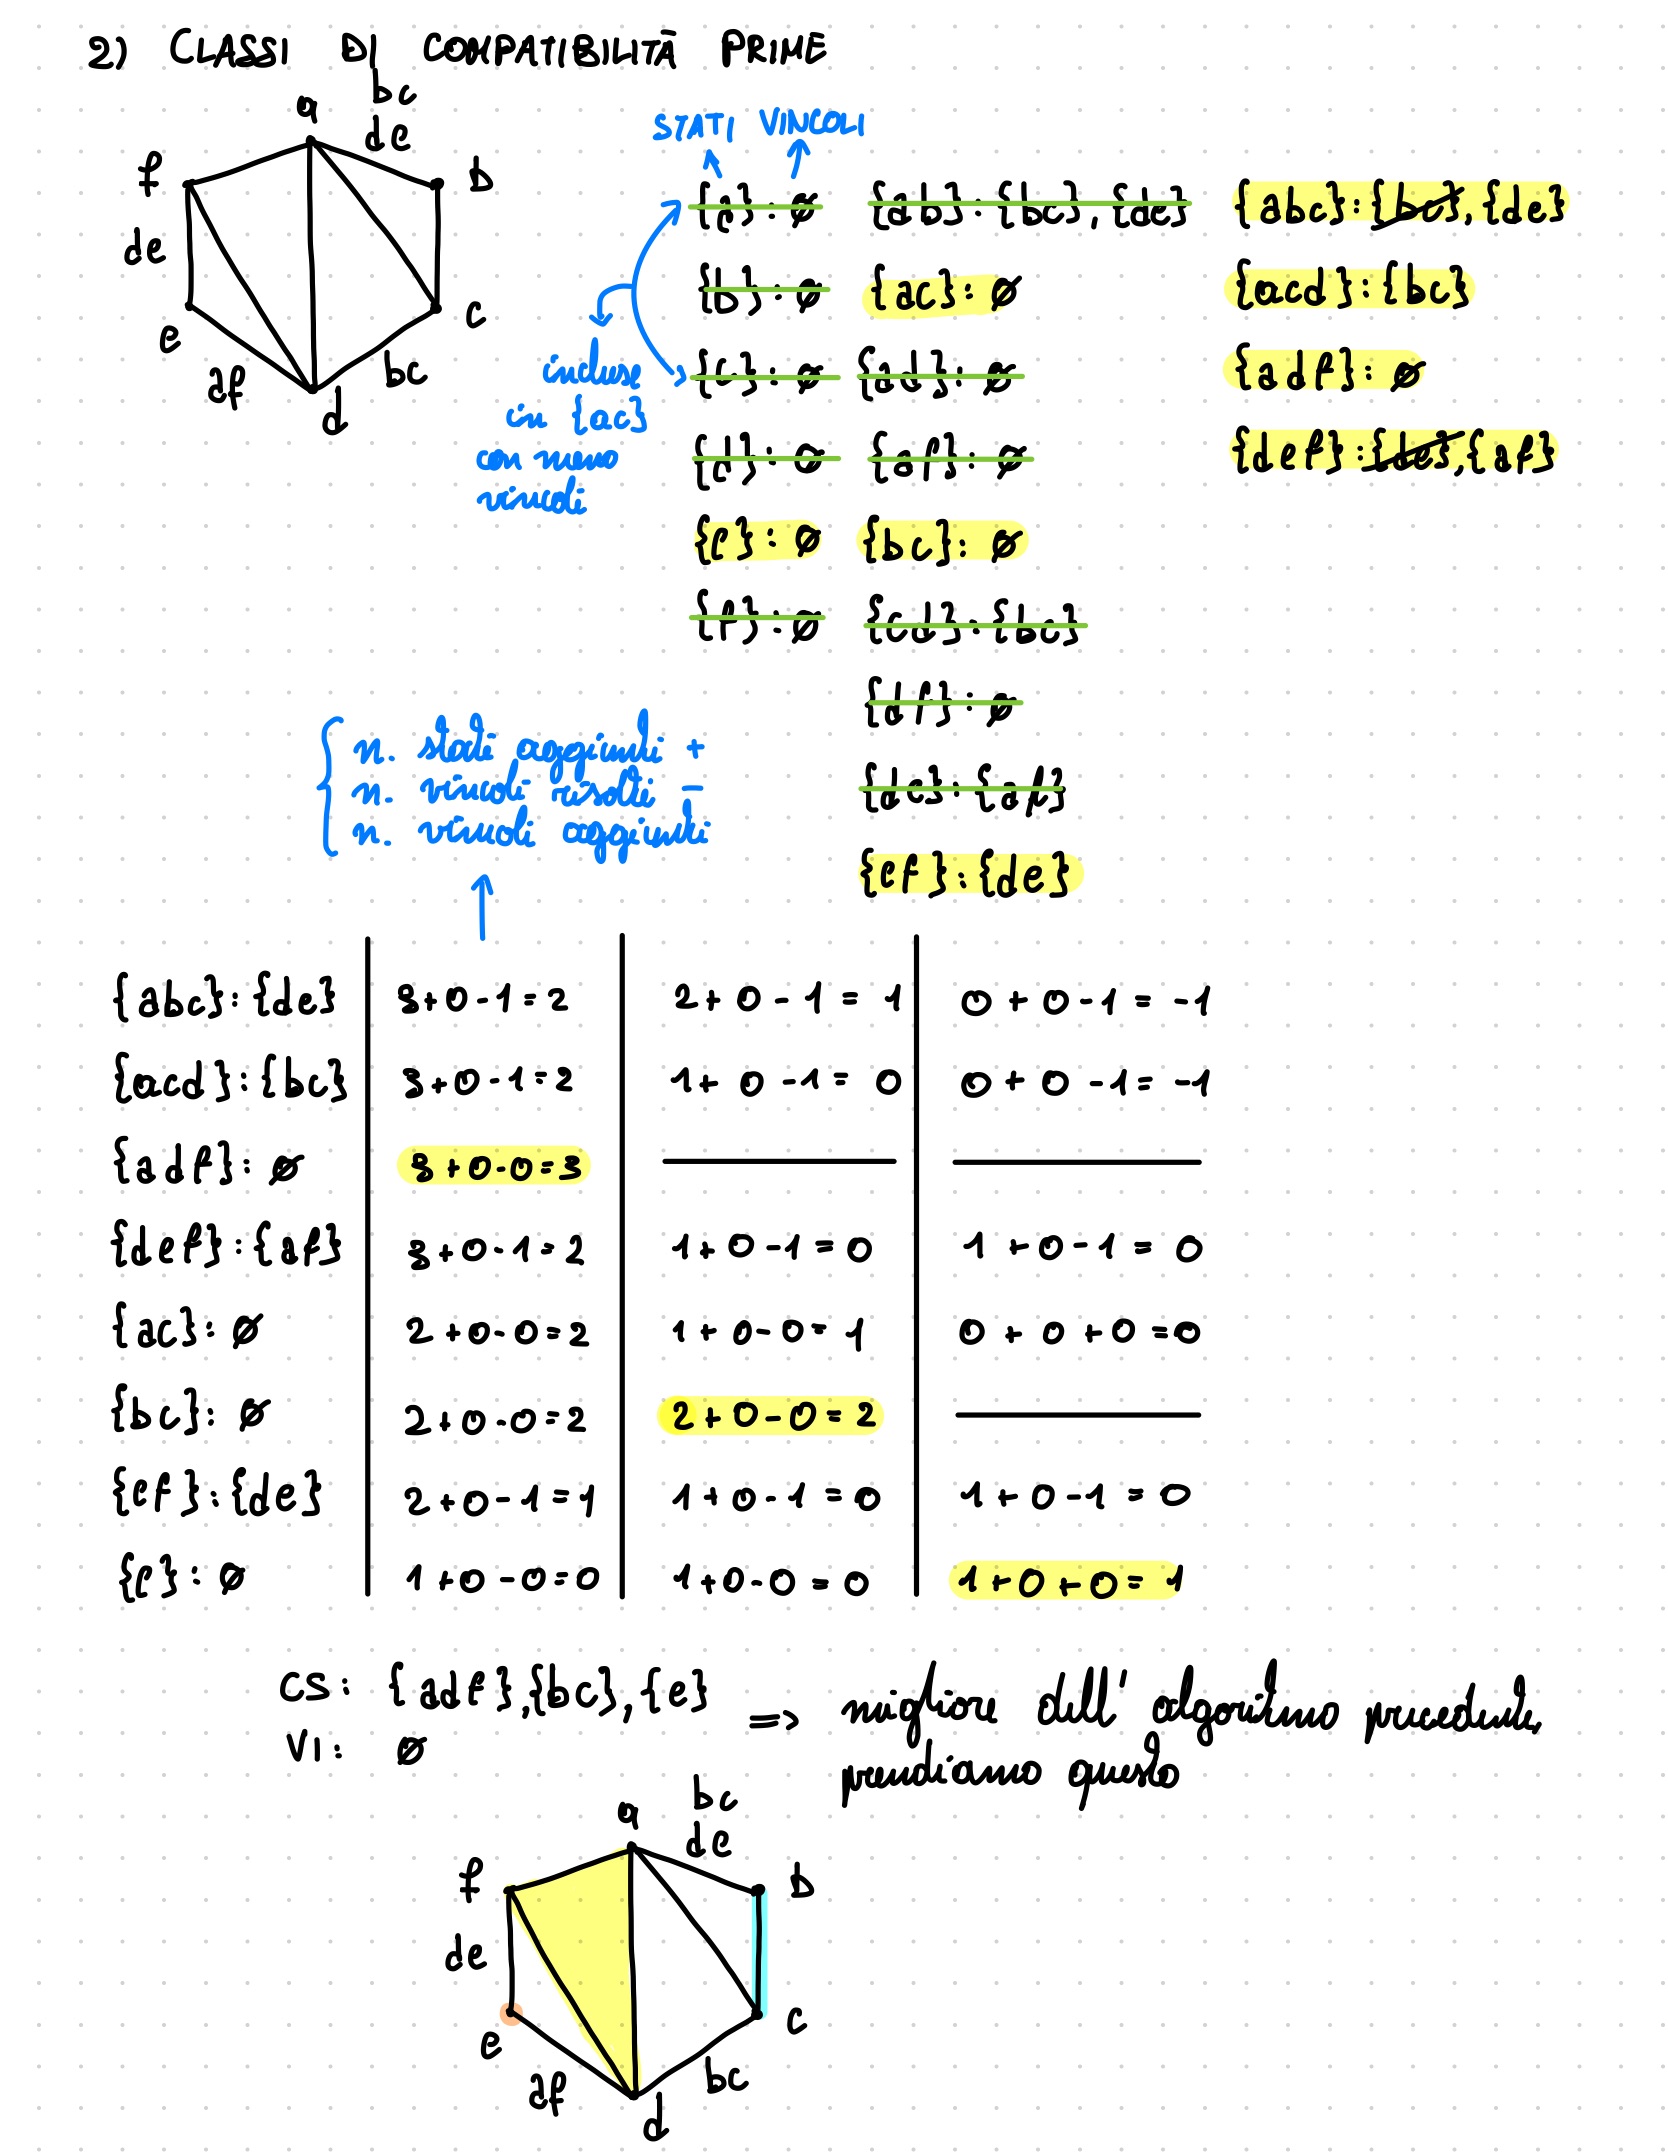 2) CLASSI DI COMPATIBILITÀ PRIME
a
bc
de
f
b
de
e
c
af
bc
d
STATI VINCOLI
{a}: ∅ {ab}: {bc}, {de} {abc}: {bc}, {de}
{b}: ∅ {ac}: ∅ {acd}: {bc}
{c}: ∅ {ad}: ∅ {adf}: ∅
{d}: ∅ {af}: ∅ {def}: {de}, {af}
{e}: ∅ {bc}: ∅
{f}: ∅ {cd}: {bc}
{df}: ∅
{de}: {af}
{ef}: {de}
incluse
in {ac}
con meno
vincoli
n. stati aggiunti +
n. vincoli risolti −
n. vincoli aggiunti
{abc}: {de} 3+0-1=2 2+0-1=1 0+0-1=-1
{acd}: {bc} 3+0-1=2 1+0-1=0 0+0-1=-1
{adf}: ∅ 3+0-0=3
{def}: {af} 3+0-1=2 1+0-1=0 1+0-1=0
{ac}: ∅ 2+0-0=2 1+0-0=1 0+0+0=0
{bc}: ∅ 2+0-0=2 2+0-0=2
{ef}: {de} 2+0-1=1 1+0-1=0 1+0-1=0
{e}: ∅ 1+0-0=0 1+0-0=0 1+0+0=1
CS: {adf},{bc},{e} => migliore dell' algoritmo precedente,
VI: ∅ prendiamo questo
a
bc
de
f
b
de
e
c
af
bc
d